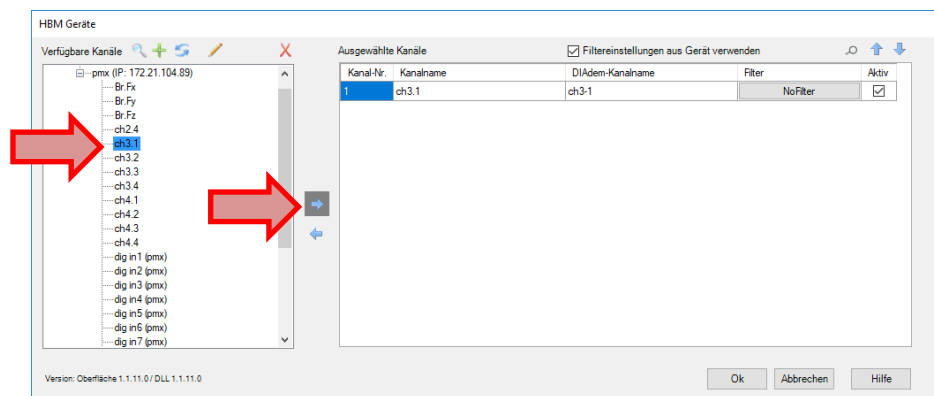 HBM Geräte
Verfügbare Kanäle
pmx (IP: 172.21.104.89)
Br.Fx
Br.Fy
Br.Fz
ch2.4
ch3.1
ch3.2
ch3.3
ch3.4
ch4.1
ch4.2
ch4.3
ch4.4
dig in1 (pmx)
dig in2 (pmx)
dig in3 (pmx)
dig in4 (pmx)
dig in5 (pmx)
dig in6 (pmx)
dig in7 (pmx)
Ausgewählte Kanäle Filtereinstellungen aus Gerät verwenden
Kanal-Nr. Kanalname DIAdem-Kanalname Filter Aktiv
1 ch3.1 ch3-1 NoFilter
Version: Oberfläche 1.1.11.0 / DLL 1.1.11.0
Ok Abbrechen Hilfe